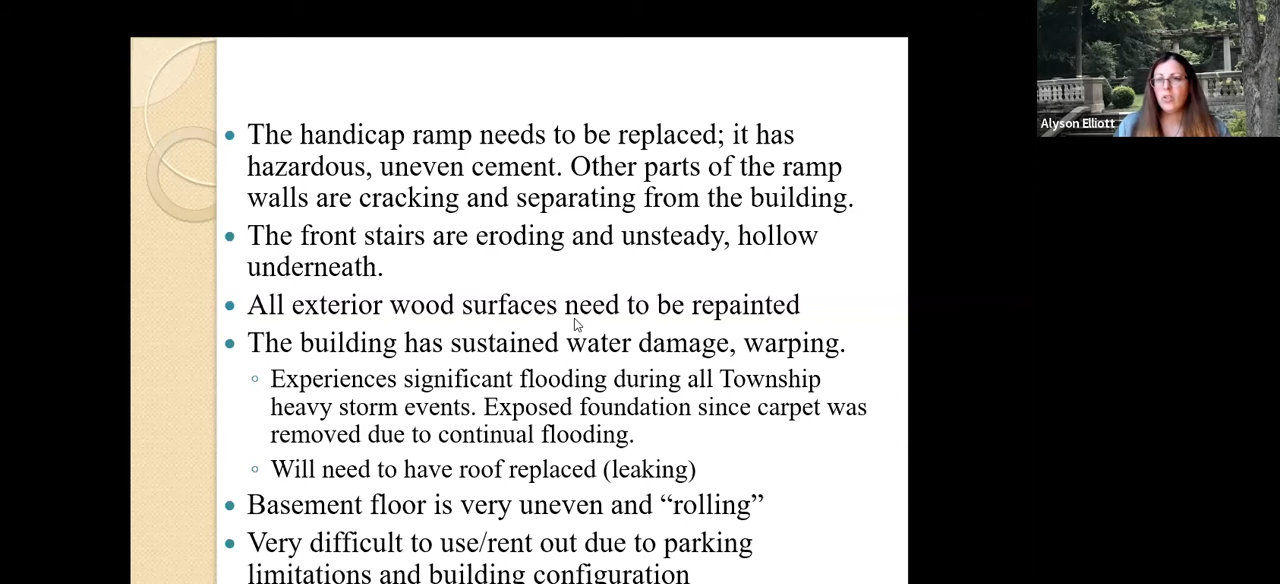 Alyson Elliott
• The handicap ramp needs to be replaced; it has
hazardous, uneven cement. Other parts of the ramp
walls are cracking and separating from the building.
• The front stairs are eroding and unsteady, hollow
underneath.
• All exterior wood surfaces need to be repainted
• The building has sustained water damage, warping.
◦ Experiences significant flooding during all Township
heavy storm events. Exposed foundation since carpet was
removed due to continual flooding.
◦ Will need to have roof replaced (leaking)
• Basement floor is very uneven and “rolling”
• Very difficult to use/rent out due to parking
limitations and building configuration